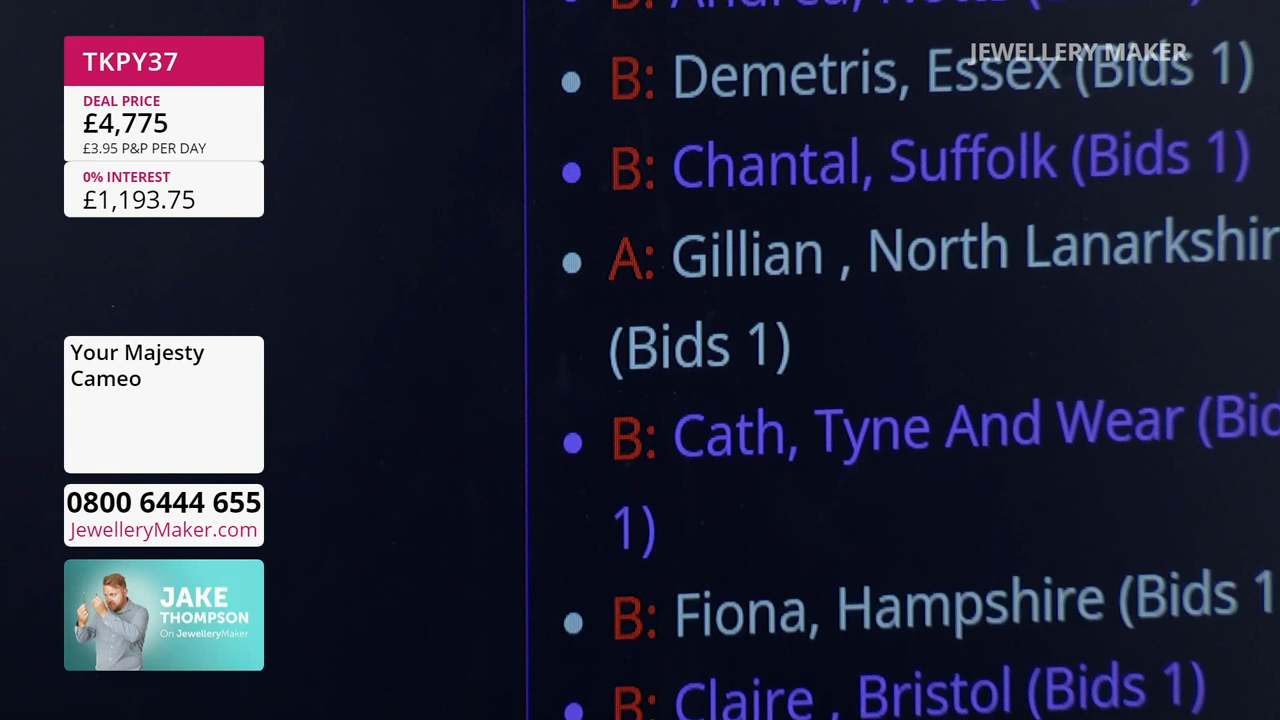 TKPY37
DEAL PRICE
£4,775
£3.95 P&P PER DAY
0% INTEREST
£1,193.75
Your Majesty
Cameo
0800 6444 655
JewelleryMaker.com
JAKE
THOMPSON
On JewelleryMaker
JEWELLERY MAKER
B: Andrea,
B: Demetris, Essex (Bids 1)
B: Chantal, Suffolk (Bids 1)
A: Gillian , North Lanarkshir
(Bids 1)
B: Cath, Tyne And Wear (Bid
1)
B: Fiona, Hampshire (Bids 1
B: Claire , Bristol (Bids 1)